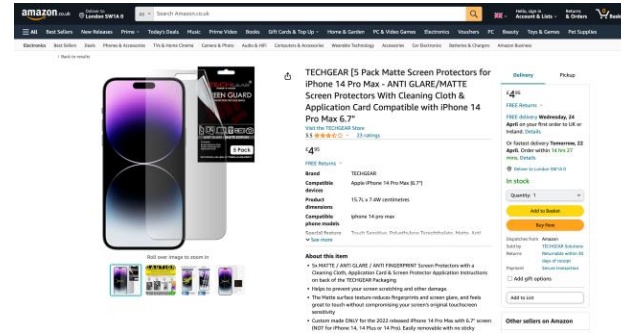 amazon.co.uk
Deliver to
London SW1A 0
All
Search Amazon.co.uk
Hello, sign in
Account & Lists
Returns
& Orders
All Best Sellers New Releases Prime Today's Deals Music Prime Video Books Gift Cards & Top Up Home & Garden PC & Video Games Electronics Vouchers PC Beauty Toys & Games Pet Supplies
Electronics Best Sellers Deals Phones & Accessories TV & Home Cinema Camera & Photo Audio & HiFi Computers & Accessories Wearable Technology Accessories Car Electronics Batteries & Chargers Amazon Business
Back to results
SCREEN GUARD
5 Pack
Roll over image to zoom in
TECHGEAR [5 Pack Matte Screen Protectors for
iPhone 14 Pro Max - ANTI GLARE/MATTE
Screen Protectors With Cleaning Cloth &
Application Card Compatible with iPhone 14
Pro Max 6.7"
Visit the TECHGEAR Store
3.5 23 ratings
£4 95
FREE Returns
Brand TECHGEAR
Compatible devices Apple iPhone 14 Pro Max (6.7")
Product dimensions 15.7L x 7.4W centimetres
Compatible phone models iphone 14 pro max
Special feature Touch Sensitive,
See more
About this item
• 5x MATTE / ANTI GLARE / ANTI FINGERPRINT Screen Protectors with a
Cleaning Cloth, Application Card & Screen Protector Application Instructions
on back of the TECHGEAR Packaging
• Helps to prevent your screen scratching and other damage.
• The Matte surface texture reduces fingerprints and screen glare, and feels
great to touch without compromising your screen's original touchscreen
sensitivity
• Custom made ONLY for the 2022 released iPhone 14 Pro Max with 6.7" screen
(NOT for iPhone 14, 14 Plus or 14 Pro). Easily removable with no sticky
Delivery Pickup
£4 95
FREE Returns
FREE delivery Wednesday, 24
April on your first order to UK or
Ireland. Details
Or fastest delivery Tomorrow, 22
April. Order within 14 hrs 27
mins. Details
Deliver to London SW1A 0
In stock
Quantity: 1
Add to Basket
Buy Now
Dispatches from Amazon
Sold by TECHGEAR Solutions
Returns Returnable within 30
days of receipt
Payment Secure transaction
Add gift options
Add to List
Other sellers on Amazon